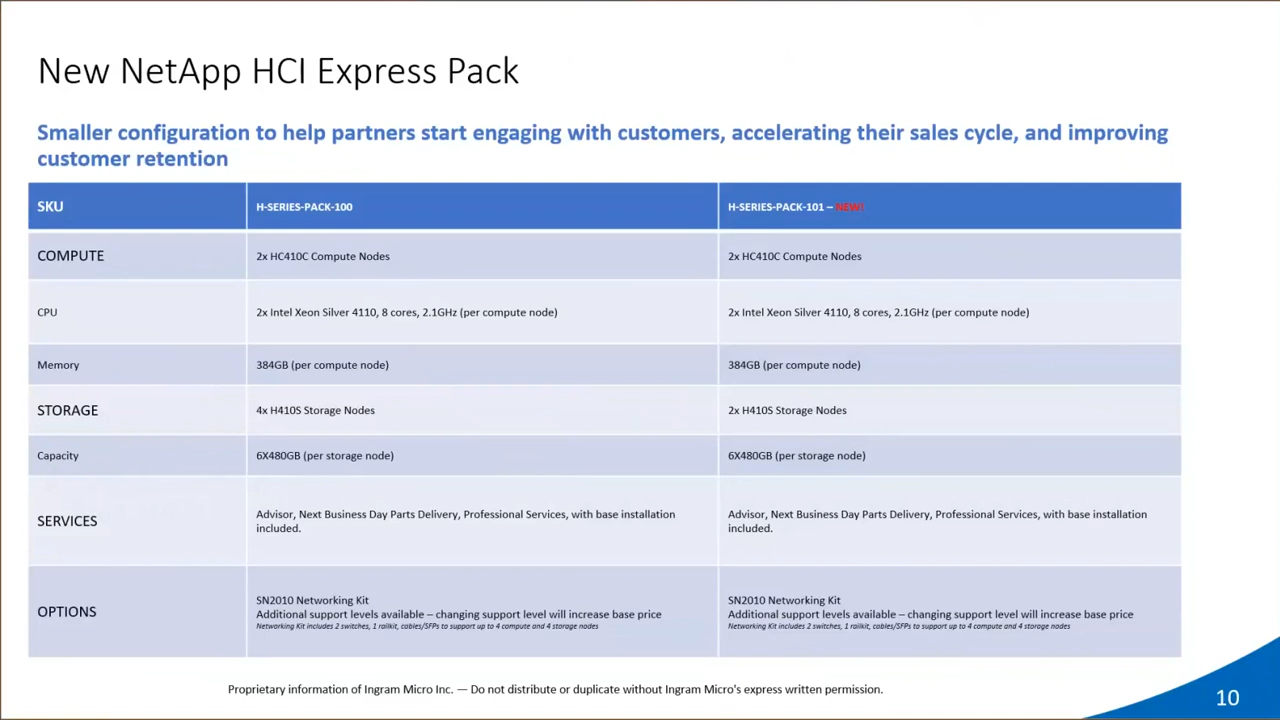 New NetApp HCI Express Pack
Smaller configuration to help partners start engaging with customers, accelerating their sales cycle, and improving
customer retention
SKU
H-SERIES-PACK-100
H-SERIES-PACK-101 – NEW!
COMPUTE
2x HC410C Compute Nodes
2x HC410C Compute Nodes
CPU
2x Intel Xeon Silver 4110, 8 cores, 2.1GHz (per compute node)
2x Intel Xeon Silver 4110, 8 cores, 2.1GHz (per compute node)
Memory
384GB (per compute node)
384GB (per compute node)
STORAGE
4x H410S Storage Nodes
2x H410S Storage Nodes
Capacity
6X480GB (per storage node)
6X480GB (per storage node)
SERVICES
Advisor, Next Business Day Parts Delivery, Professional Services, with base installation
included.
Advisor, Next Business Day Parts Delivery, Professional Services, with base installation
included.
OPTIONS
SN2010 Networking Kit
Additional support levels available – changing support level will increase base price
Networking Kit includes 2 switches, 1 railkit, cables/SFPs to support up to 4 compute and 4 storage nodes
SN2010 Networking Kit
Additional support levels available – changing support level will increase base price
Networking Kit includes 2 switches, 1 railkit, cables/SFPs to support up to 4 compute and 4 storage nodes
Proprietary information of Ingram Micro Inc. — Do not distribute or duplicate without Ingram Micro's express written permission.
10